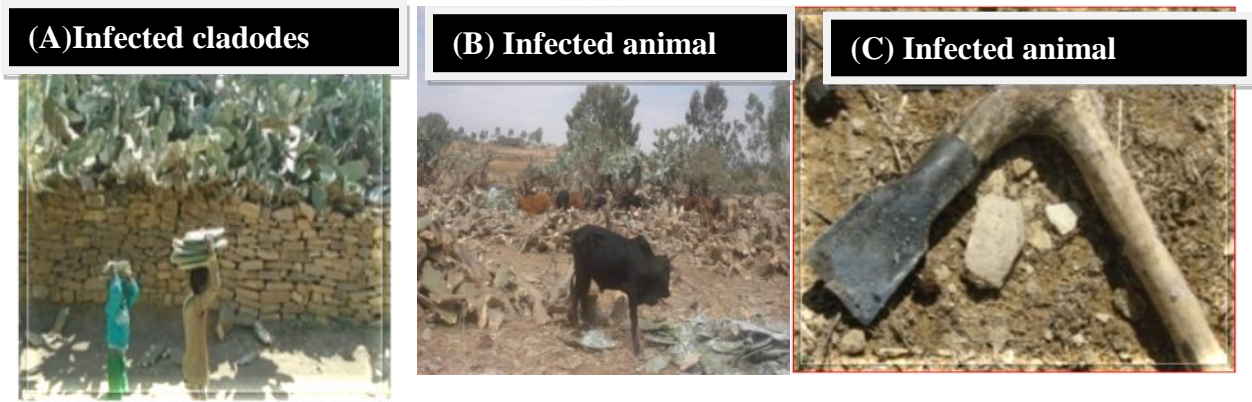 (A)Infected cladodes
(B) Infected animal
(C) Infected animal